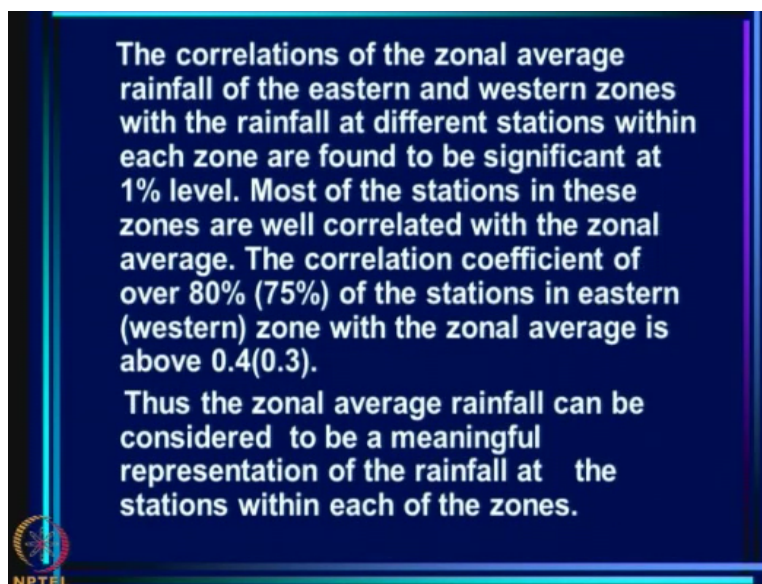 The correlations of the zonal average
rainfall of the eastern and western zones
with the rainfall at different stations within
each zone are found to be significant at
1% level. Most of the stations in these
zones are well correlated with the zonal
average. The correlation coefficient of
over 80% (75%) of the stations in eastern
(western) zone with the zonal average is
above 0.4(0.3).
Thus the zonal average rainfall can be
considered to be a meaningful
representation of the rainfall at the
stations within each of the zones.
NPTEL